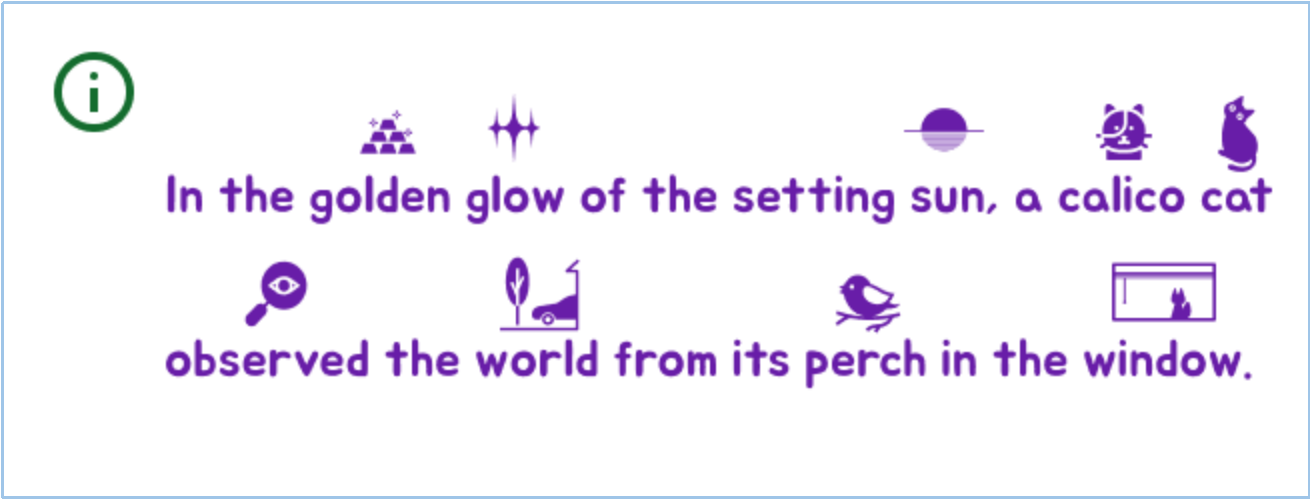 In the golden glow of the setting sun, a calico cat
observed the world from its perch in the window.